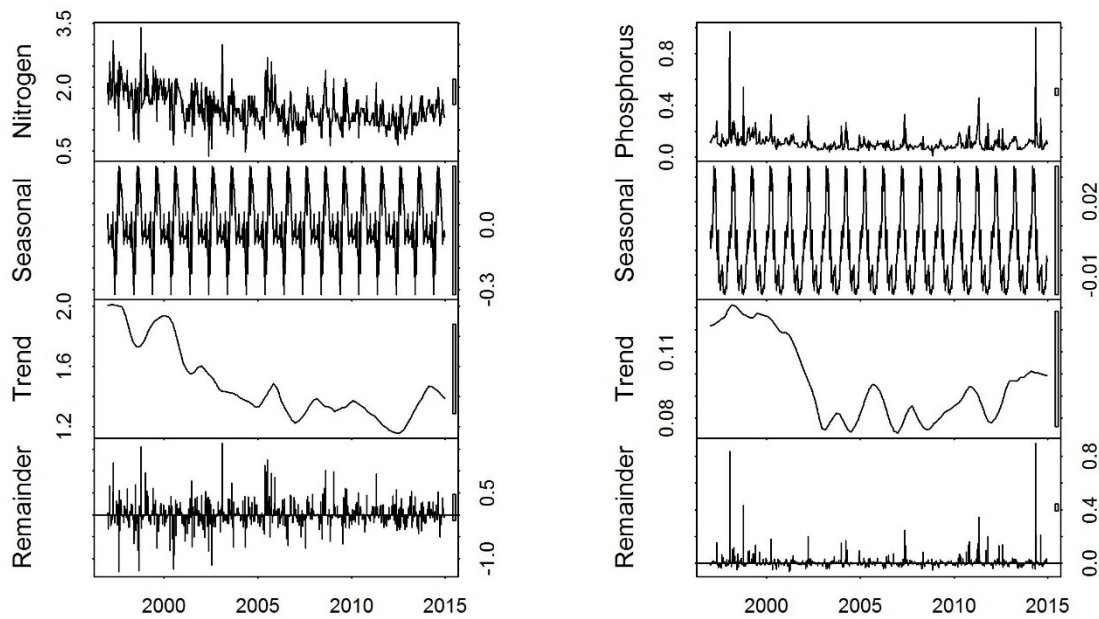 Nitrogen
0.5 2.0 3.5
Seasonal
-0.3 0.0
Trend
1.2 1.6 2.0
Remainder
-1.0 0.5
2000 2005 2010 2015
Phosphorus
0.0 0.4 0.8
Seasonal
-0.01 0.02
Trend
0.08 0.11
Remainder
0.0 0.4 0.8
2000 2005 2010 2015